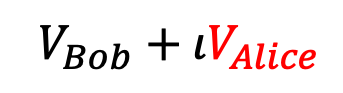 V_Bob + ιV_Alice